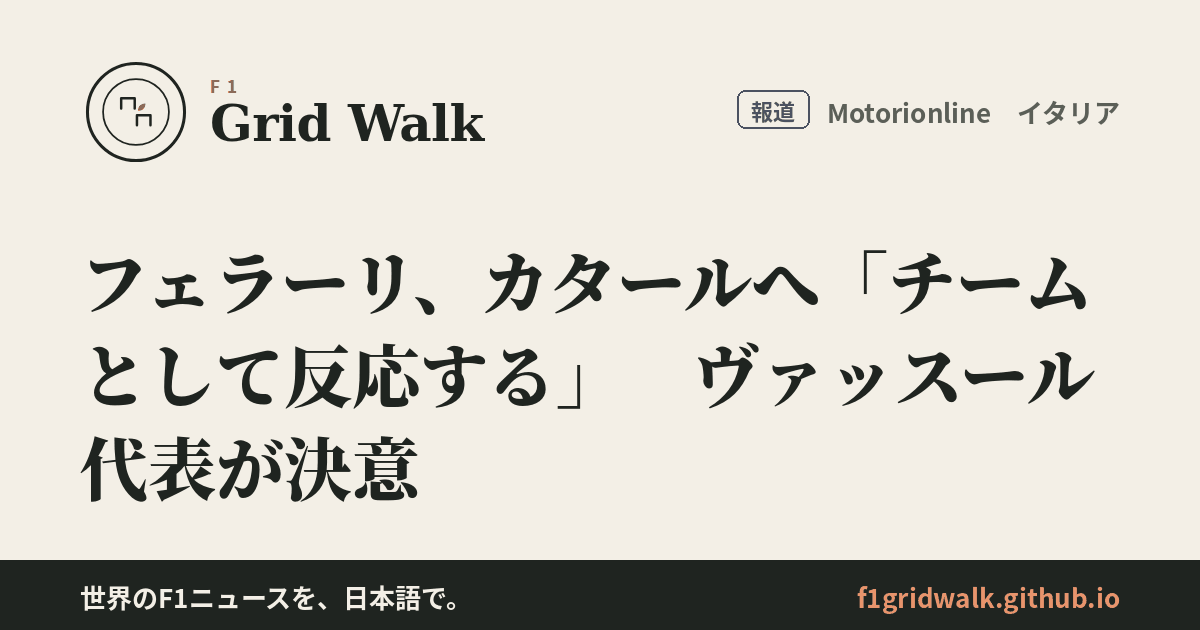 F1
Grid Walk
報道 Motorionline イタリア
フェラーリ、カタールへ「チーム
として反応する」　ヴァッスール
代表が決意
世界のF1ニュースを、日本語で。
f1gridwalk.github.io